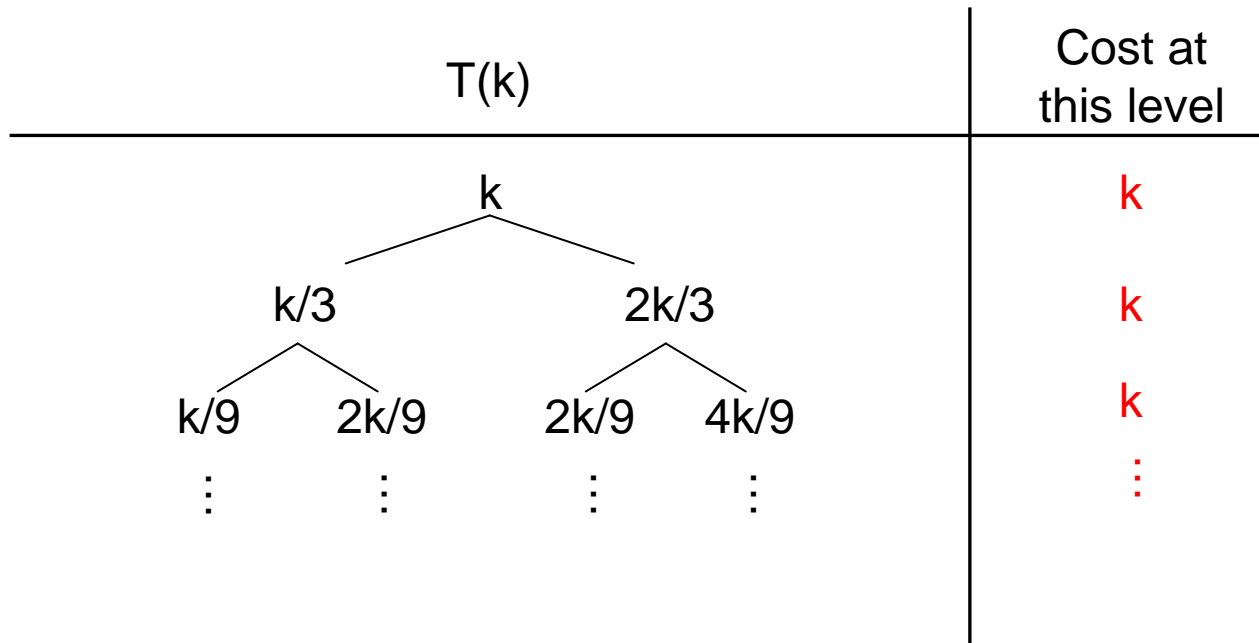 T(k)
Cost at
this level
k
k
k/3
2k/3
k
k/9
2k/9
2k/9
4k/9
k
⋮
⋮
⋮
⋮
⋮